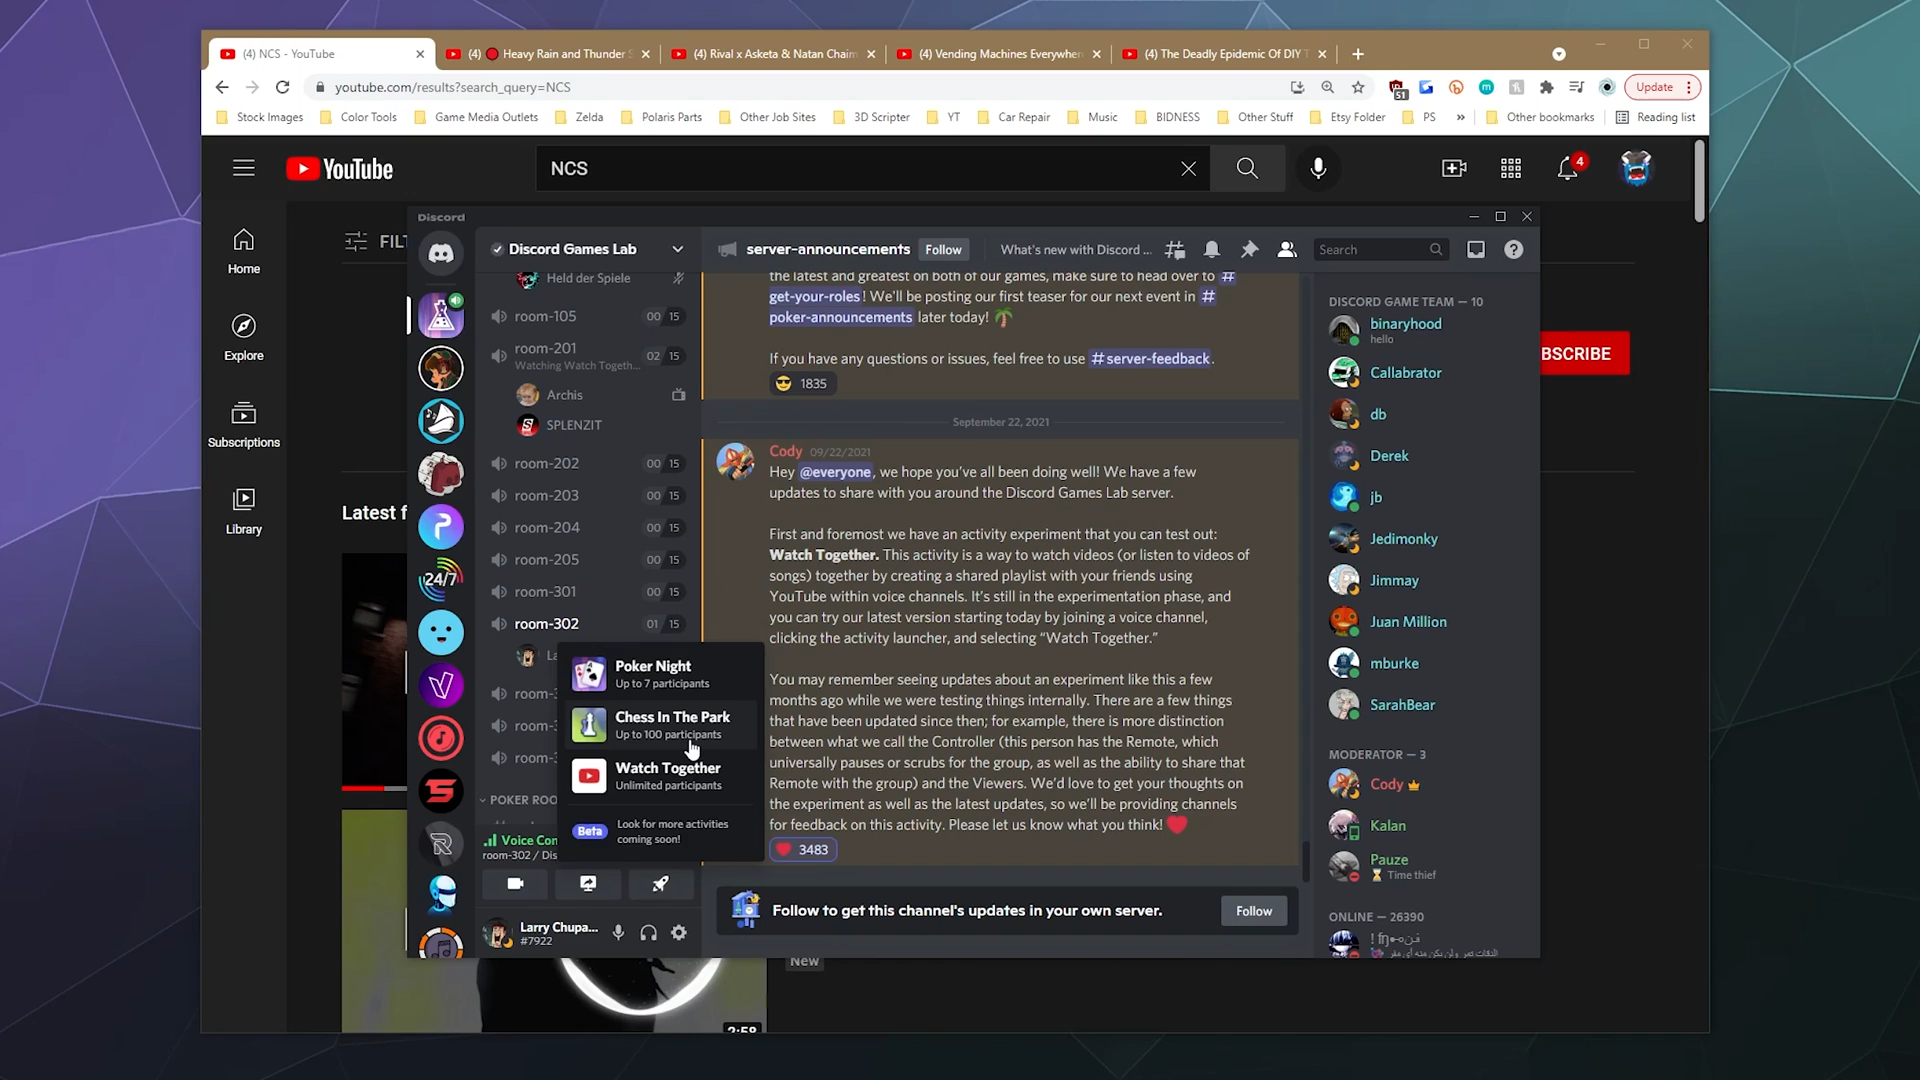 (4) NCS - YouTube
(4) Heavy Rain and Thunder S
(4) Rival x Asketa & Natan Chaim
(4) Vending Machines Everywher
(4) The Deadly Epidemic Of DIY T
youtube.com/results?search_query=NCS
51
Update
Stock Images
Color Tools
Game Media Outlets
Zelda
Polaris Parts
Other Job Sites
3D Scripter
YT
Car Repair
Music
BIDNESS
Other Stuff
Etsy Folder
PS
»
Other bookmarks
Reading list
YouTube
NCS
4
Home
Explore
Subscriptions
Library
FILT
Latest f
BSCRIBE
New
2:58
Discord
Discord Games Lab
24/7
Held der Spiele
room-105 00 15
room-201
Watching Watch Togeth... 02 15
Archis
SPLENZIT
room-202 00 15
room-203 00 15
room-204 00 15
room-205 00 15
room-301 00 15
room-302 01 15
La
room-3
room-3
room-3
POKER ROO
Poker Night
Up to 7 participants
Chess In The Park
Up to 100 participants
Watch Together
Unlimited participants
Beta
Look for more activities
coming soon!
Voice Con
room-302 / Dis
Larry Chupa...
#7922
server-announcements
Follow
What's new with Discord ...
Search
the latest and greatest on both of our games, make sure to head over to #
get-your-roles! We'll be posting our first teaser for our next event in #
poker-announcements later today! 🌴
If you have any questions or issues, feel free to use #server-feedback.
😎 1835
September 22, 2021
Cody 09/22/2021
Hey @everyone, we hope you've all been doing well! We have a few
updates to share with you around the Discord Games Lab server.
First and foremost we have an activity experiment that you can test out:
Watch Together. This activity is a way to watch videos (or listen to videos of
songs) together by creating a shared playlist with your friends using
YouTube within voice channels. It's still in the experimentation phase, and
you can try our latest version starting today by joining a voice channel,
clicking the activity launcher, and selecting “Watch Together.”
You may remember seeing updates about an experiment like this a few
months ago while we were testing things internally. There are a few things
that have been updated since then; for example, there is more distinction
between what we call the Controller (this person has the Remote, which
universally pauses or scrubs for the group, as well as the ability to share that
Remote with the group) and the Viewers. We'd love to get your thoughts on
the experiment as well as the latest updates, so we'll be providing channels
for feedback on this activity. Please let us know what you think! ❤️
❤️ 3483
Follow to get this channel's updates in your own server.
Follow
DISCORD GAME TEAM — 10
binaryhood
hello
Callabrator
db
Derek
jb
Jedimonky
Jimmay
Juan Million
mburke
SarahBear
MODERATOR — 3
Cody
Kalan
Pauze
Time thief
ONLINE — 26390